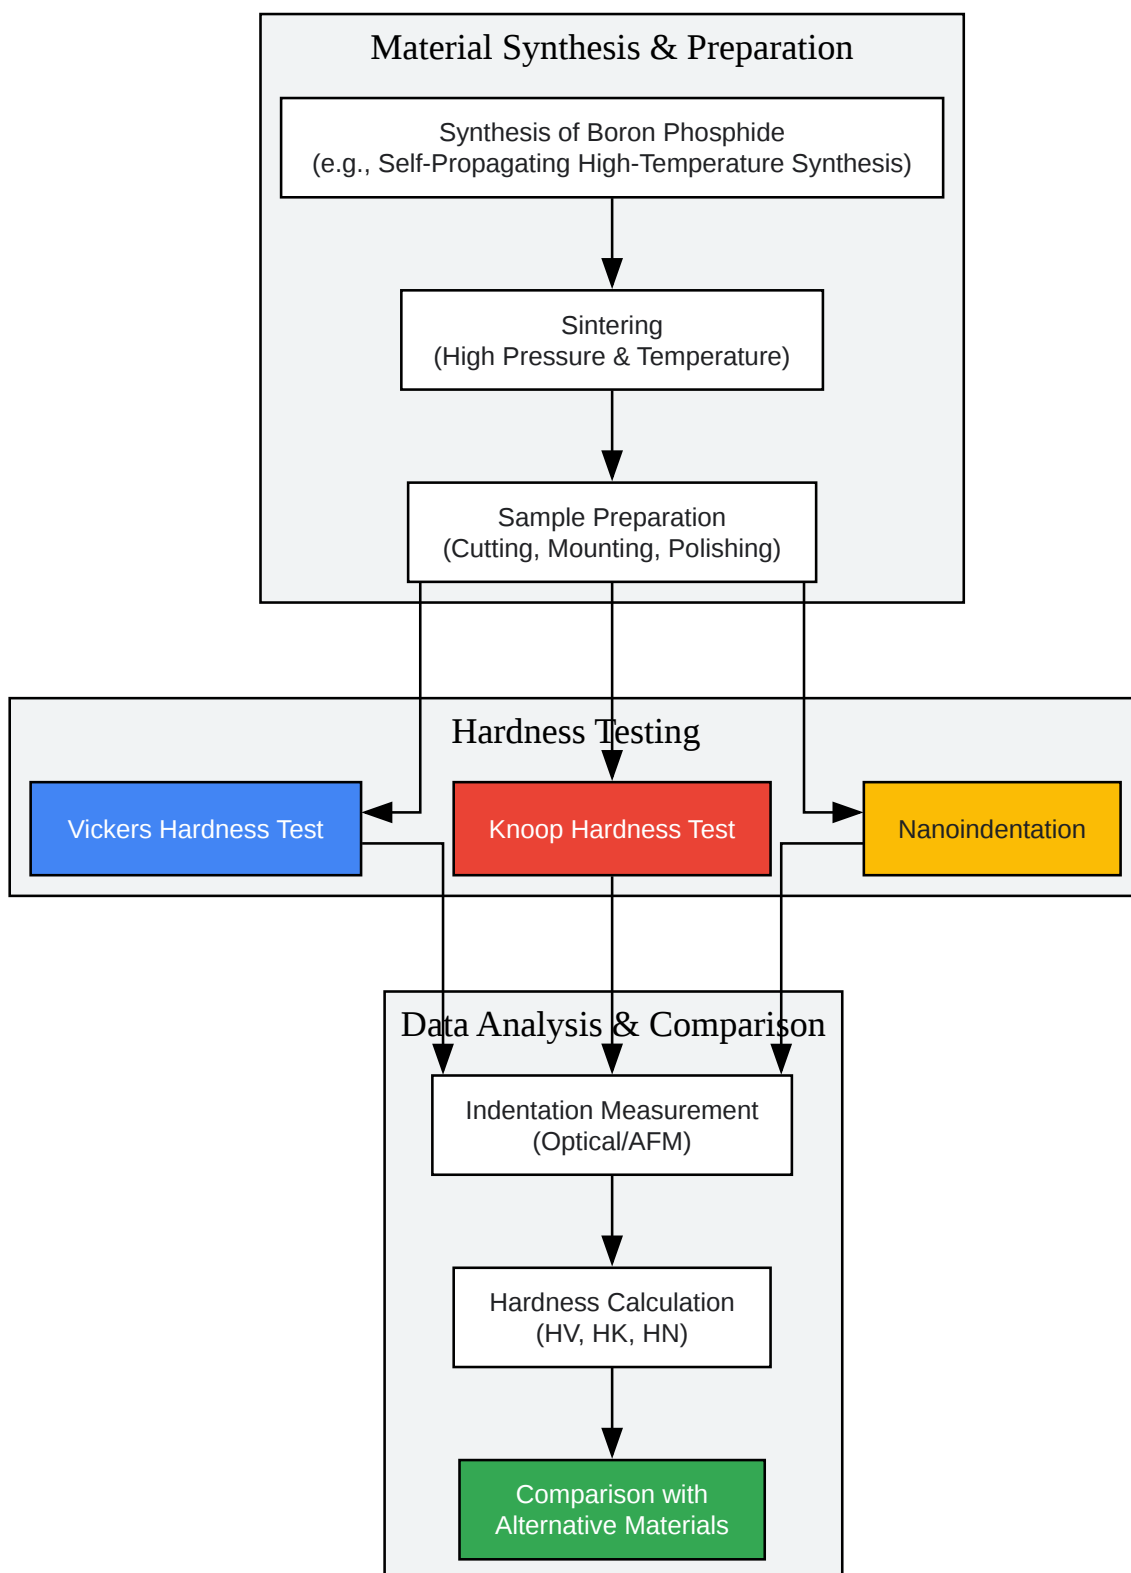 Material Synthesis & Preparation
Synthesis of Boron Phosphide
(e.g., Self-Propagating High-Temperature Synthesis)
Sintering
(High Pressure & Temperature)
Sample Preparation
(Cutting, Mounting, Polishing)
Hardness Testing
Vickers Hardness Test
Knoop Hardness Test
Nanoindentation
Data Analysis & Comparison
Indentation Measurement
(Optical/AFM)
Hardness Calculation
(HV, HK, HN)
Comparison with
Alternative Materials